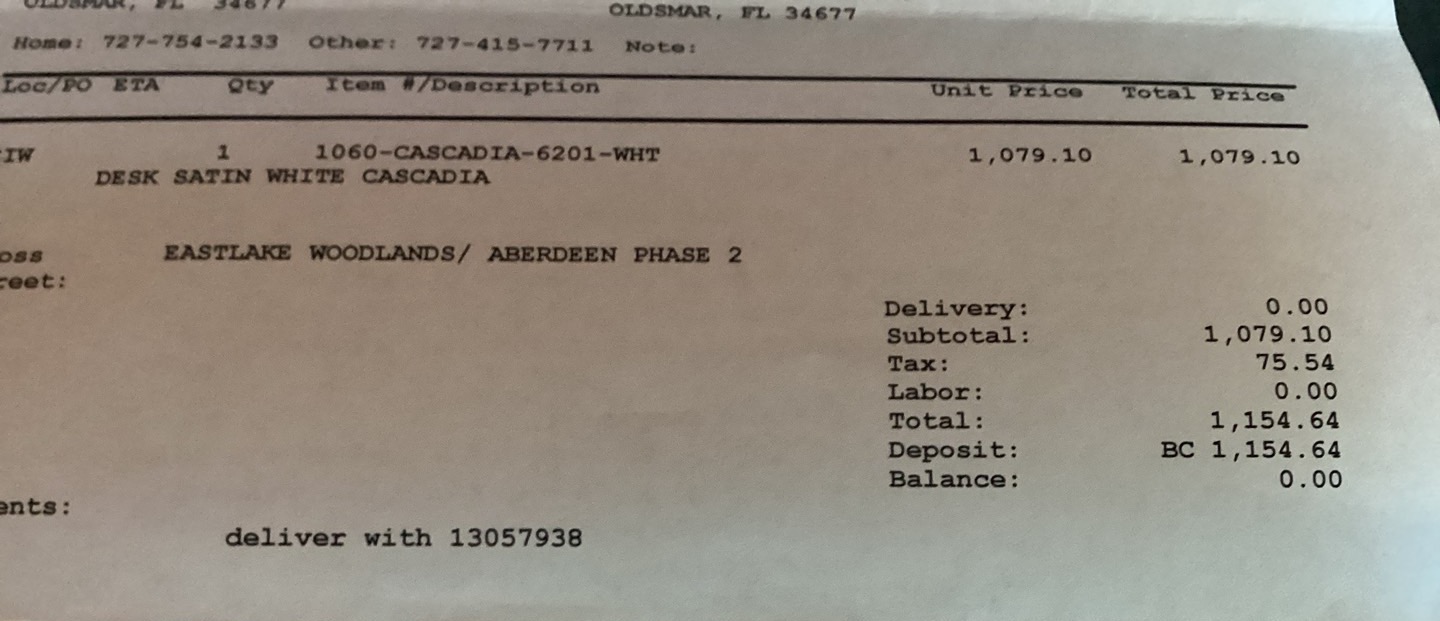 OLDSMAR, FL 34677 OLDSMAR, FL 34677
Home: 727-754-2133 Other: 727-415-7711 Note:
Loc/PO ETA Qty Item #/Description Unit Price Total Price
IW 1 1060-CASCADIA-6201-WHT 1,079.10 1,079.10
DESK SATIN WHITE CASCADIA
oss EASTLAKE WOODLANDS/ ABERDEEN PHASE 2
reet:
Delivery: 0.00
Subtotal: 1,079.10
Tax: 75.54
Labor: 0.00
Total: 1,154.64
Deposit: BC 1,154.64
Balance: 0.00
ents:
deliver with 13057938